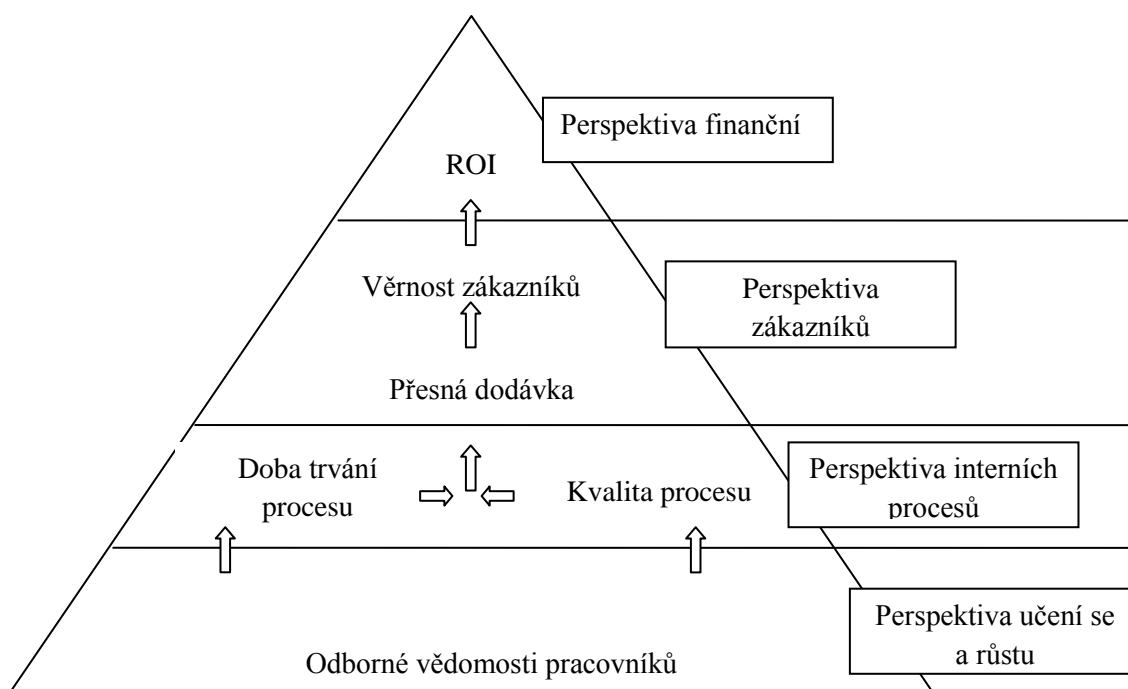 Perspektiva finanční
ROI
Věrnost zákazníků
Perspektiva
zákazníků
Přesná dodávka
Doba trvání
procesu
Kvalita procesu
Perspektiva interních
procesů
Perspektiva učení se
a růstu
Odborné vědomosti pracovníků